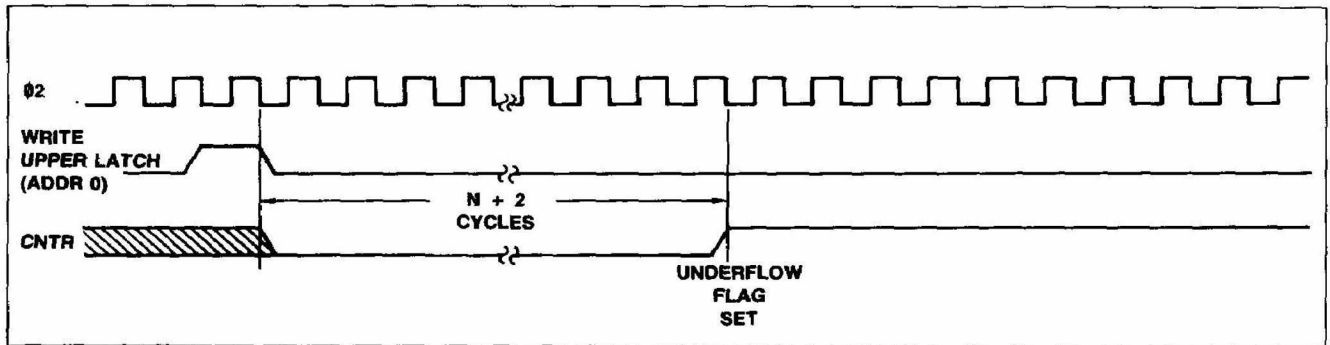 ϕ2
WRITE
UPPER LATCH
(ADDR 0)
N + 2
CYCLES
CNTR
UNDERFLOW
FLAG
SET